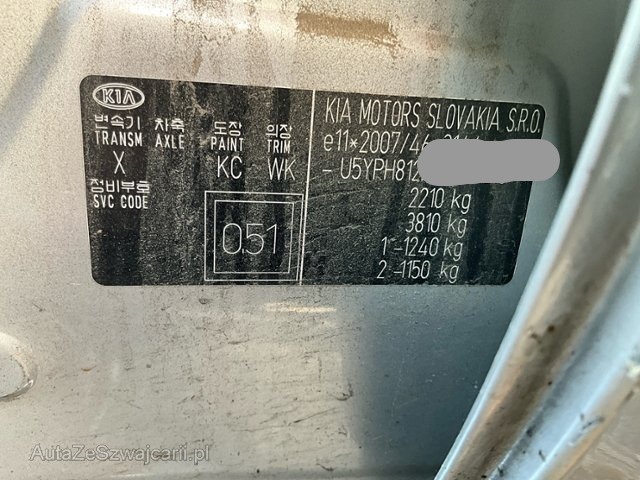 KIA
변속기 차축 도장 의장
TRANSM AXLE PAINT TRIM
X KC WK
정비부호
SVC CODE
051
KIA MOTORS SLOVAKIA S.R.O.
e11*2007/46
- U5YPH812
2210 kg
3810 kg
1 -1240 kg
2 -1150 kg
AutaZeSzwajcarii.pl